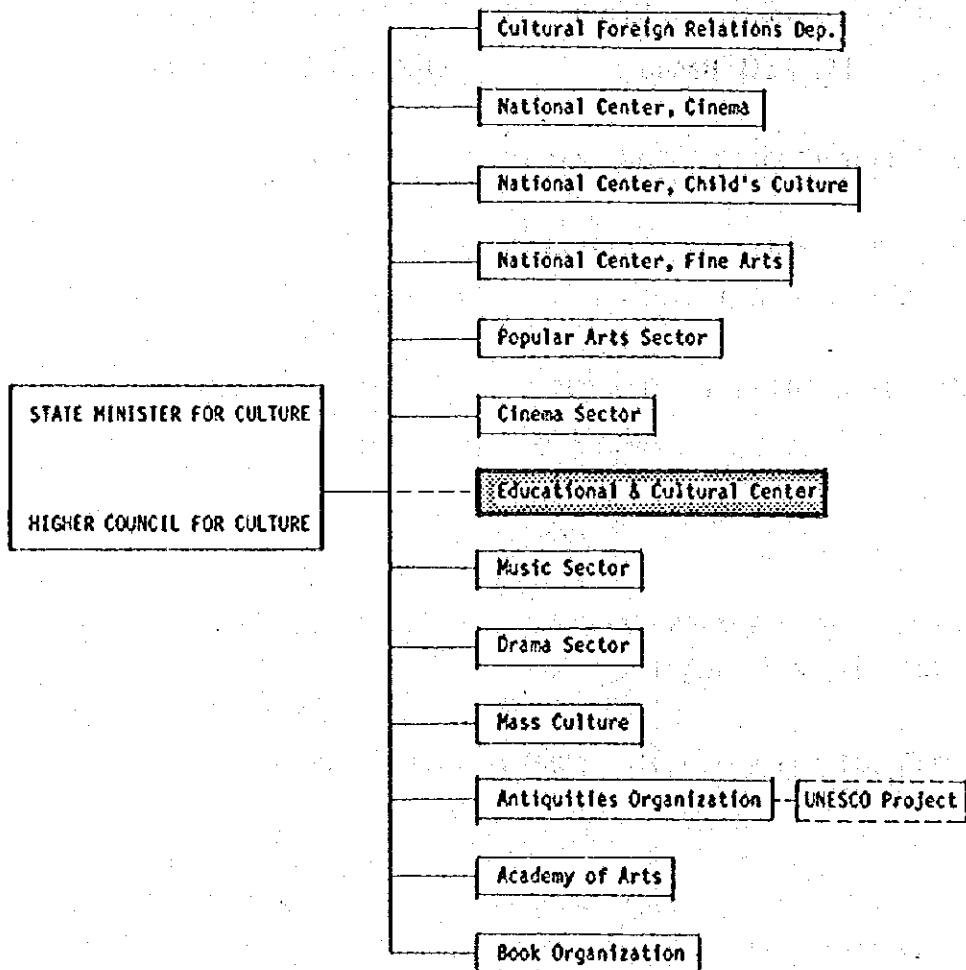 Cultural Foreign Relations Dep.
National Center, Cinema
National Center, Child's Culture
National Center, Fine Arts
Popular Arts Sector
STATE MINISTER FOR CULTURE
HIGHER COUNCIL FOR CULTURE
Cinema Sector
Educational & Cultural Center
Music Sector
Drama Sector
Mass Culture
Antiquities Organization
UNESCO Project
Academy of Arts
Book Organization